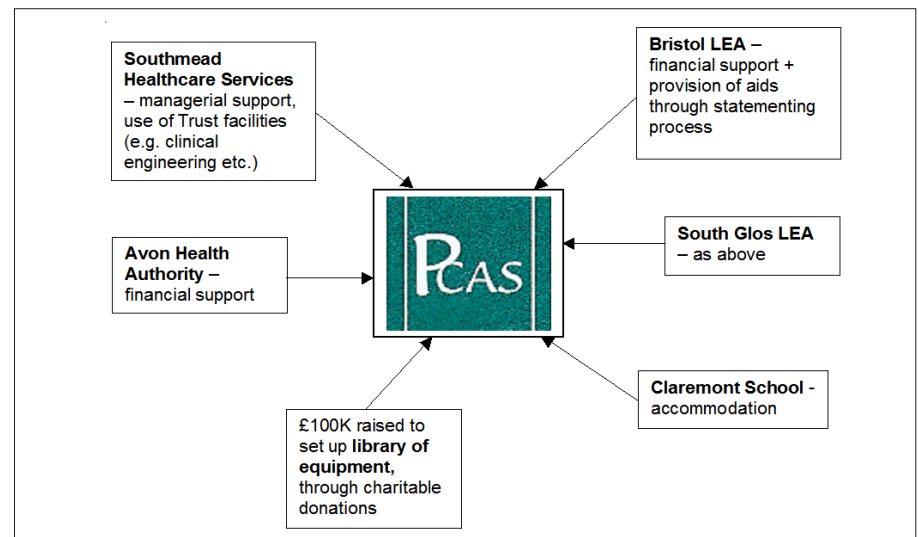 Southmead
Healthcare Services
– managerial support,
use of Trust facilities
(e.g. clinical
engineering etc.)
Bristol LEA –
financial support +
provision of aids
through statementing
process
Avon Health
Authority –
financial support
PCAS
South Glos LEA
– as above
£100K raised to
set up library of
equipment,
through charitable
donations
Claremont School -
accommodation